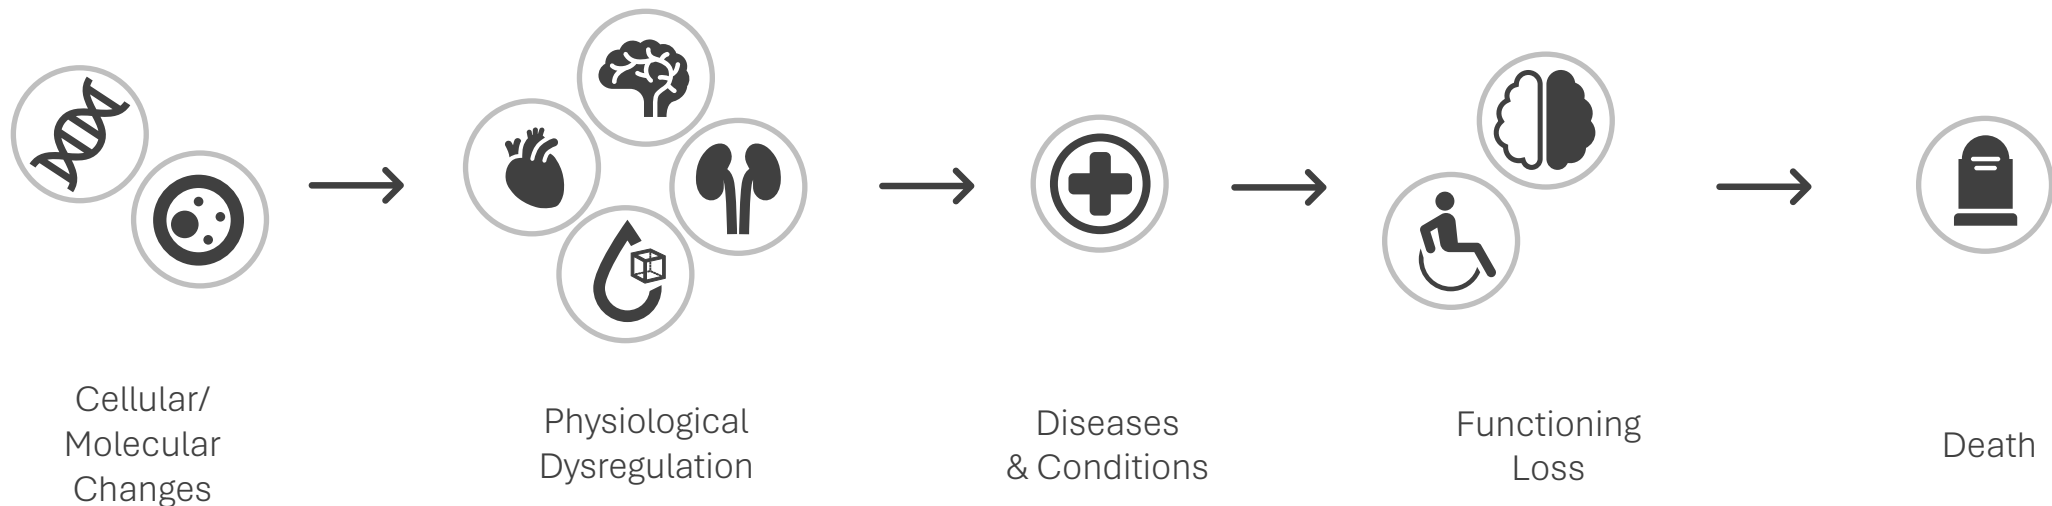 Cellular/
Molecular
Changes
Physiological
Dysregulation
Diseases
& Conditions
Functioning
Loss
Death